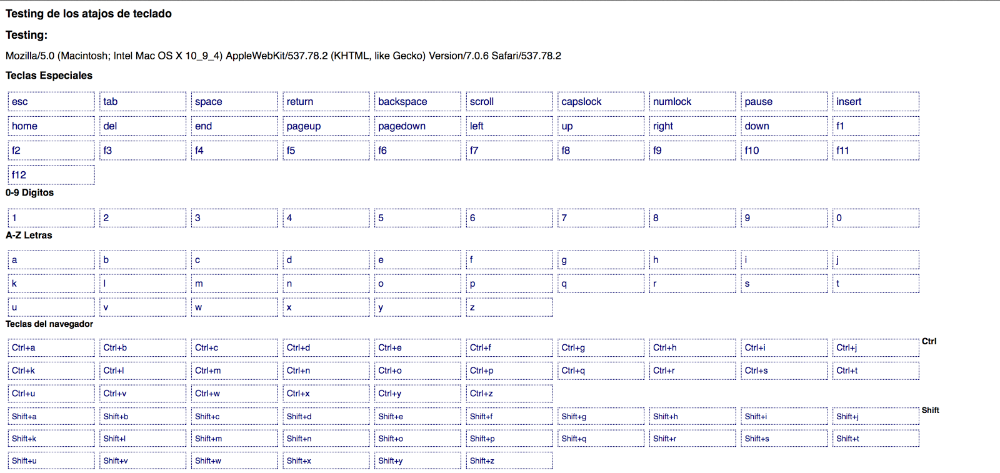 Testing de los atajos de teclado
Testing:
Mozilla/5.0 (Macintosh; Intel Mac OS X 10_9_4) AppleWebKit/537.78.2 (KHTML, like Gecko) Version/7.0.6 Safari/537.78.2
Teclas Especiales
esc tab space return backspace scroll capslock numlock pause insert
home del end pageup pagedown left up right down f1
f2 f3 f4 f5 f6 f7 f8 f9 f10 f11
f12
0-9 Digitos
1 2 3 4 5 6 7 8 9 0
A-Z Letras
a b c d e f g h i j
k l m n o p q r s t
u v w x y z
Teclas del navegador
Ctrl+a Ctrl+b Ctrl+c Ctrl+d Ctrl+e Ctrl+f Ctrl+g Ctrl+h Ctrl+i Ctrl+j Ctrl
Ctrl+k Ctrl+l Ctrl+m Ctrl+n Ctrl+o Ctrl+p Ctrl+q Ctrl+r Ctrl+s Ctrl+t
Ctrl+u Ctrl+v Ctrl+w Ctrl+x Ctrl+y Ctrl+z
Shift+a Shift+b Shift+c Shift+d Shift+e Shift+f Shift+g Shift+h Shift+i Shift+j Shift
Shift+k Shift+l Shift+m Shift+n Shift+o Shift+p Shift+q Shift+r Shift+s Shift+t
Shift+u Shift+v Shift+w Shift+x Shift+y Shift+z